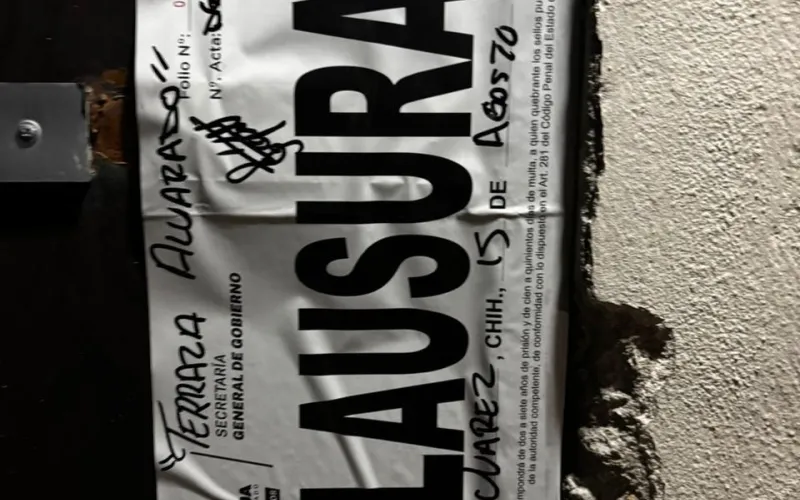 "TERRAZA ALVARADO"
Folio Nº: 0
Nº. Acta:
SECRETARÍA
GENERAL DE GOBIERNO
LAUSURA
CUAREZ, CHIH., 15 DE AGOSTO
mpondrá de dos a siete años de prisión y de cien a quinientos días de multa, a quien quebrante los sellos pu
de la autoridad competente, de conformidad con lo dispuesto en el Art. 281 del Código Penal del Estado